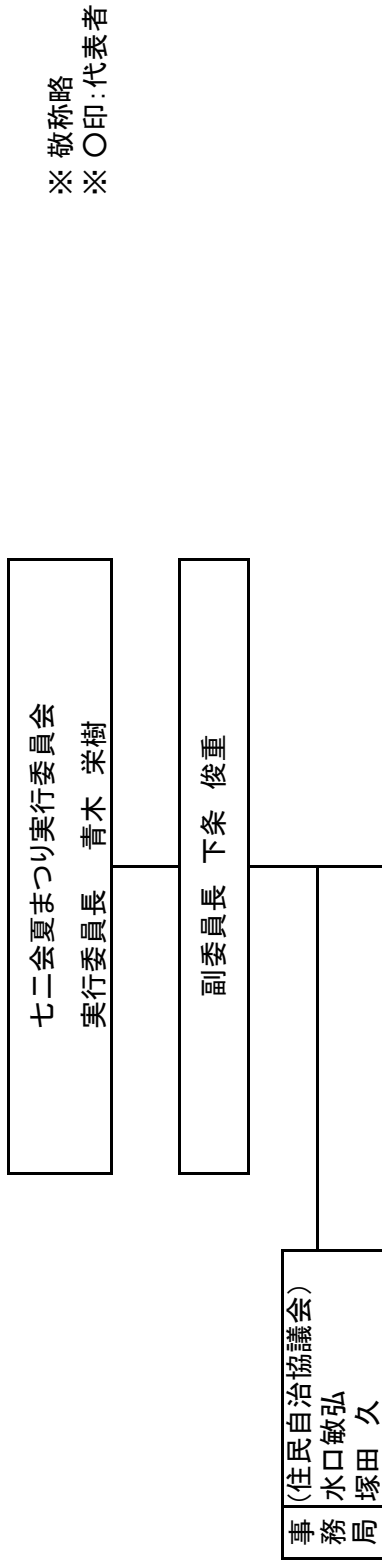 ※ 敬称略
※ 〇印：代表者
七二会夏まつり実行委員会
実行委員長　青木　栄樹
副委員長　下条　俊重
事務局
(住民自治協議会)
水口敏弘
塚田　久